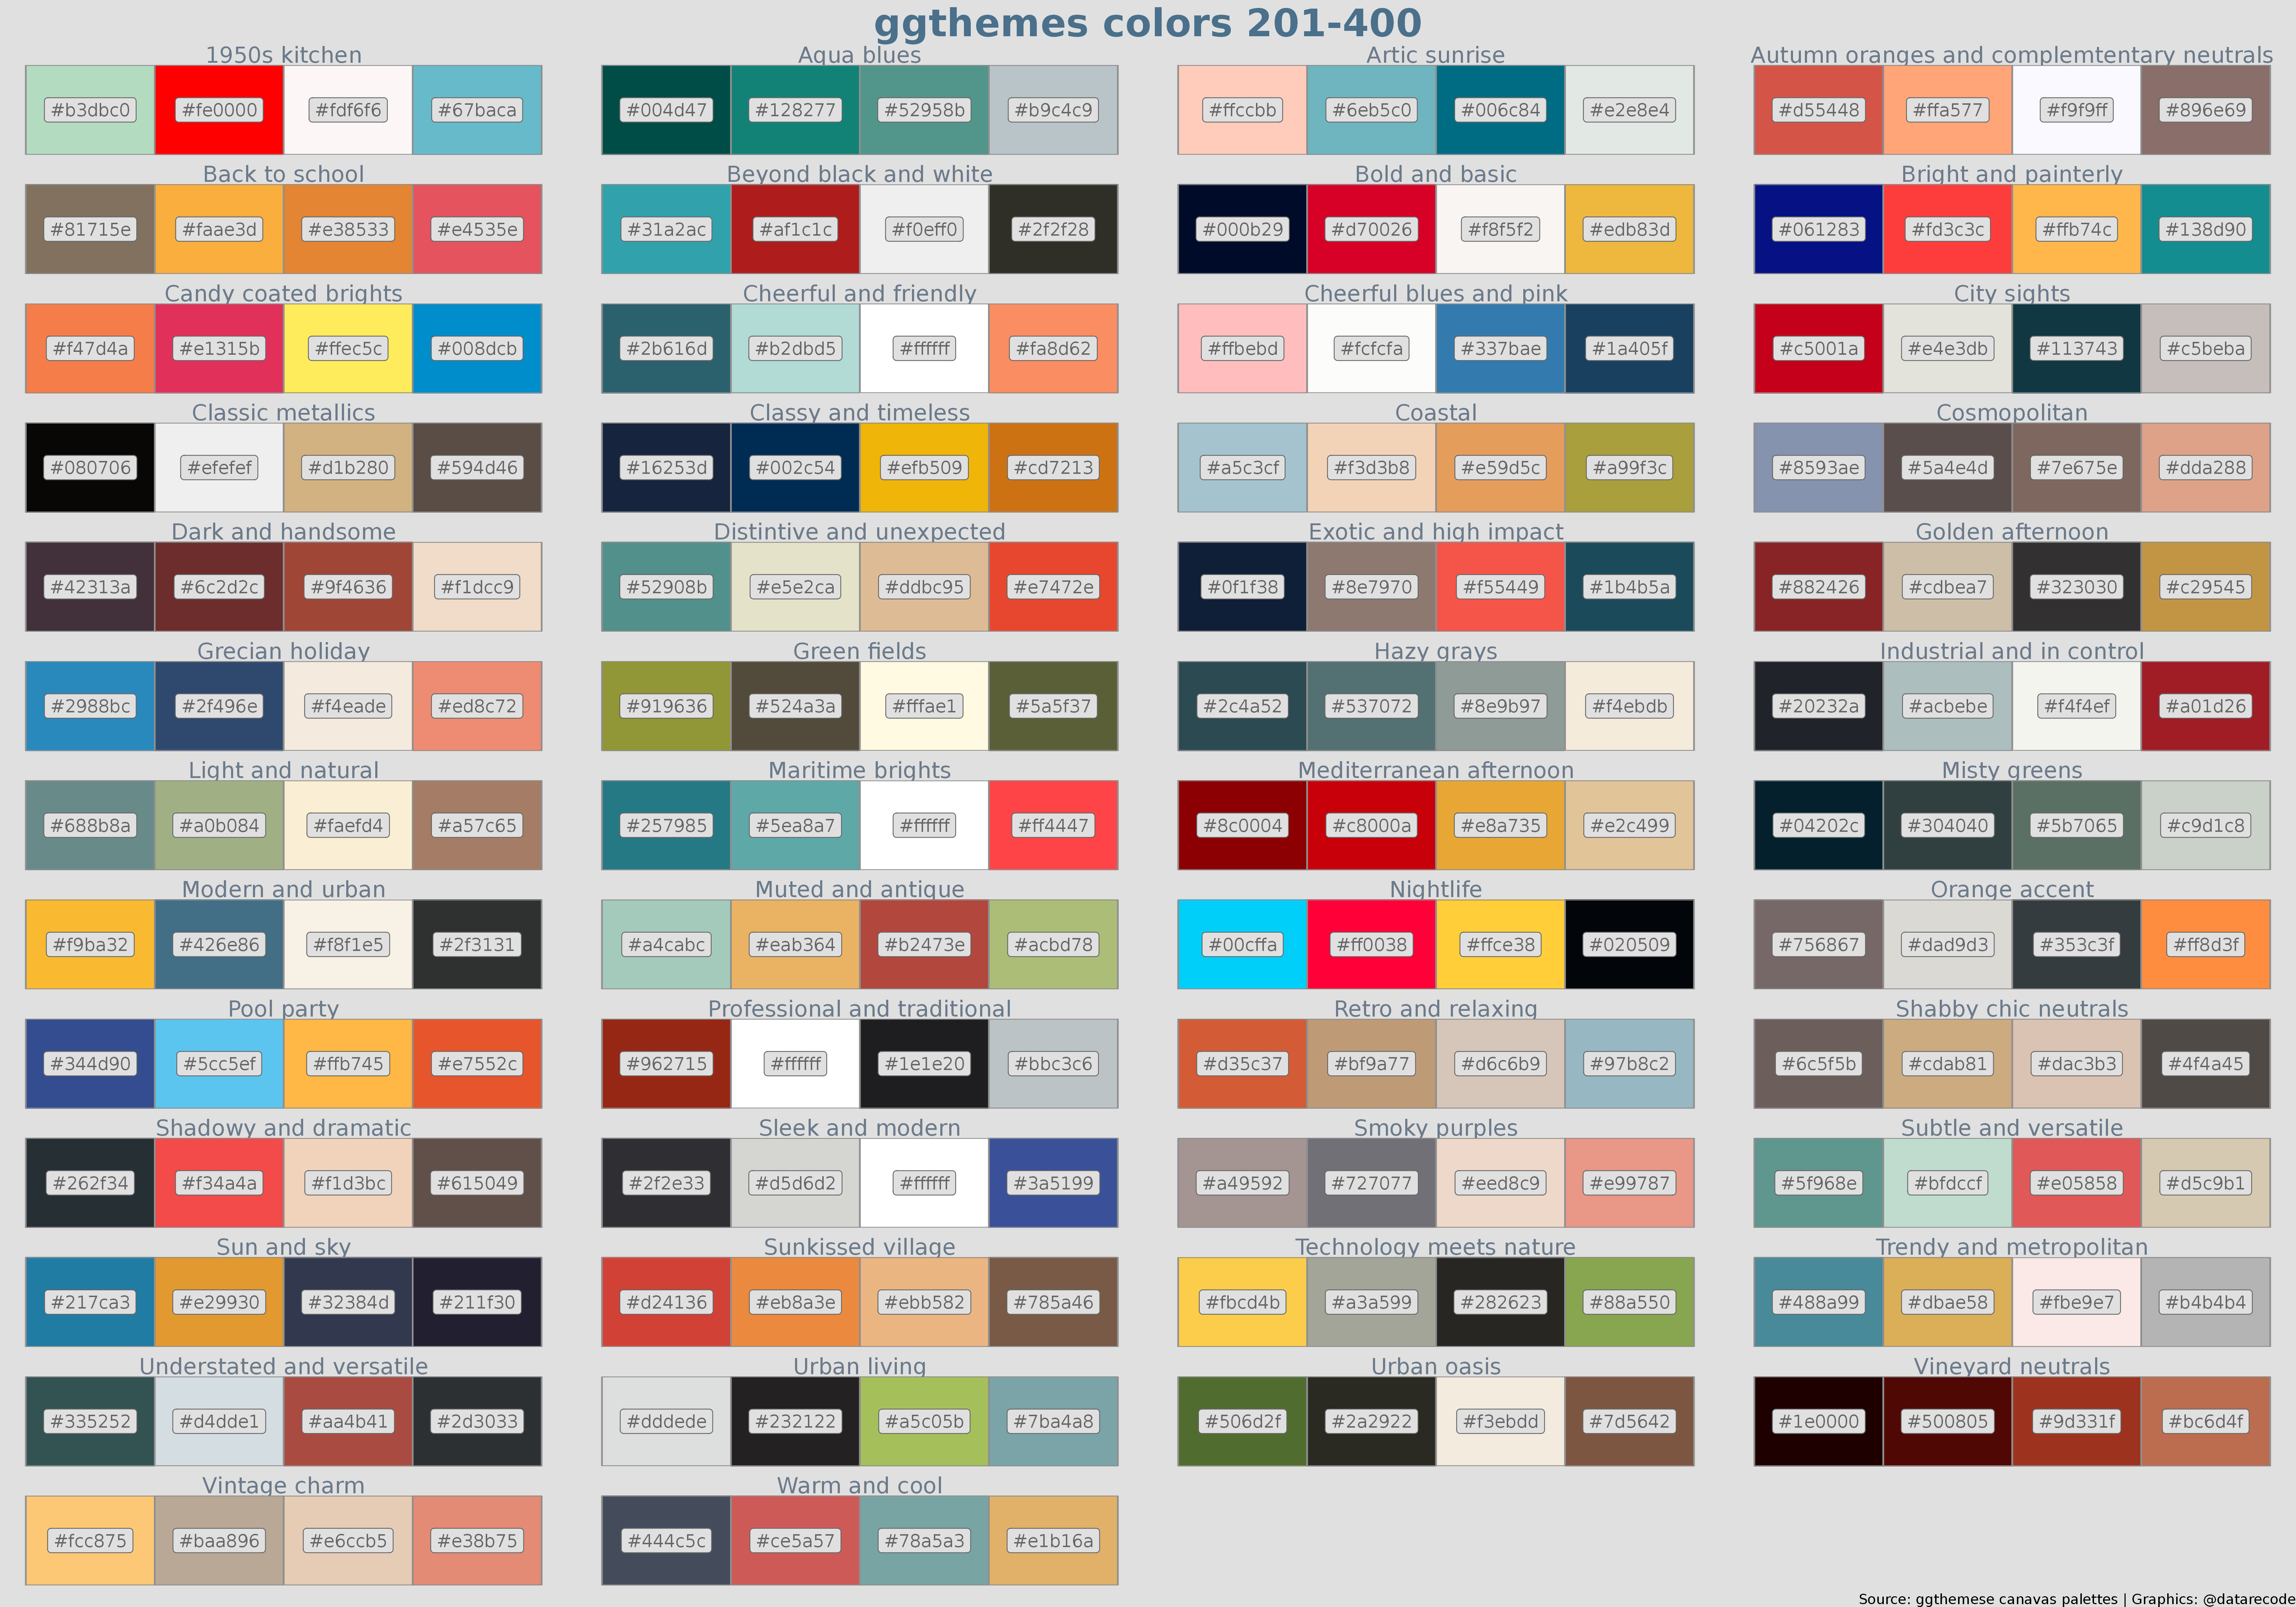 ggthemes colors 201-400
1950s kitchen
#b3dbc0 #fe0000 #fdf6f6 #67baca
Aqua blues
#004d47 #128277 #52958b #b9c4c9
Artic sunrise
#ffccbb #6eb5c0 #006c84 #e2e8e4
Autumn oranges and complemtentary neutrals
#d55448 #ffa577 #f9f9ff #896e69
Back to school
#81715e #faae3d #e38533 #e4535e
Beyond black and white
#31a2ac #af1c1c #f0eff0 #2f2f28
Bold and basic
#000b29 #d70026 #f8f5f2 #edb83d
Bright and painterly
#061283 #fd3c3c #ffb74c #138d90
Candy coated brights
#f47d4a #e1315b #ffec5c #008dcb
Cheerful and friendly
#2b616d #b2dbd5 #ffffff #fa8d62
Cheerful blues and pink
#ffbebd #fcfcfa #337bae #1a405f
City sights
#c5001a #e4e3db #113743 #c5beba
Classic metallics
#080706 #efefef #d1b280 #594d46
Classy and timeless
#16253d #002c54 #efb509 #cd7213
Coastal
#a5c3cf #f3d3b8 #e59d5c #a99f3c
Cosmopolitan
#8593ae #5a4e4d #7e675e #dda288
Dark and handsome
#42313a #6c2d2c #9f4636 #f1dcc9
Distintive and unexpected
#52908b #e5e2ca #ddbc95 #e7472e
Exotic and high impact
#0f1f38 #8e7970 #f55449 #1b4b5a
Golden afternoon
#882426 #cdbea7 #323030 #c29545
Grecian holiday
#2988bc #2f496e #f4eade #ed8c72
Green fields
#919636 #524a3a #fffae1 #5a5f37
Hazy grays
#2c4a52 #537072 #8e9b97 #f4ebdb
Industrial and in control
#20232a #acbebe #f4f4ef #a01d26
Light and natural
#688b8a #a0b084 #faefd4 #a57c65
Maritime brights
#257985 #5ea8a7 #ffffff #ff4447
Mediterranean afternoon
#8c0004 #c8000a #e8a735 #e2c499
Misty greens
#04202c #304040 #5b7065 #c9d1c8
Modern and urban
#f9ba32 #426e86 #f8f1e5 #2f3131
Muted and antique
#a4cabc #eab364 #b2473e #acbd78
Nightlife
#00cffa #ff0038 #ffce38 #020509
Orange accent
#756867 #dad9d3 #353c3f #ff8d3f
Pool party
#344d90 #5cc5ef #ffb745 #e7552c
Professional and traditional
#962715 #ffffff #1e1e20 #bbc3c6
Retro and relaxing
#d35c37 #bf9a77 #d6c6b9 #97b8c2
Shabby chic neutrals
#6c5f5b #cdab81 #dac3b3 #4f4a45
Shadowy and dramatic
#262f34 #f34a4a #f1d3bc #615049
Sleek and modern
#2f2e33 #d5d6d2 #ffffff #3a5199
Smoky purples
#a49592 #727077 #eed8c9 #e99787
Subtle and versatile
#5f968e #bfdccf #e05858 #d5c9b1
Sun and sky
#217ca3 #e29930 #32384d #211f30
Sunkissed village
#d24136 #eb8a3e #ebb582 #785a46
Technology meets nature
#fbcd4b #a3a599 #282623 #88a550
Trendy and metropolitan
#488a99 #dbae58 #fbe9e7 #b4b4b4
Understated and versatile
#335252 #d4dde1 #aa4b41 #2d3033
Urban living
#dddede #232122 #a5c05b #7ba4a8
Urban oasis
#506d2f #2a2922 #f3ebdd #7d5642
Vineyard neutrals
#1e0000 #500805 #9d331f #bc6d4f
Vintage charm
#fcc875 #baa896 #e6ccb5 #e38b75
Warm and cool
#444c5c #ce5a57 #78a5a3 #e1b16a
Source: ggthemese canavas palettes | Graphics: @datarecode